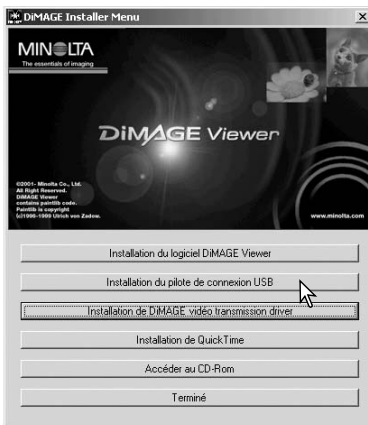 DiMAGE Installer Menu
MINOLTA
The essentials of imaging
DiMAGE Viewer
©2001- Minolta Co., Ltd.
All Right Reserved.
DiMAGE Viewer
contains paintlib code.
Paintlib is copyright
(c)1996-1999 Ulrich von Zadow.
www.minolta.com
Installation du logiciel DiMAGE Viewer
Installation du pilote de connexion USB
Installation de DiMAGE vidéo transmission driver
Installation de QuickTime
Accéder au CD-Rom
Terminé